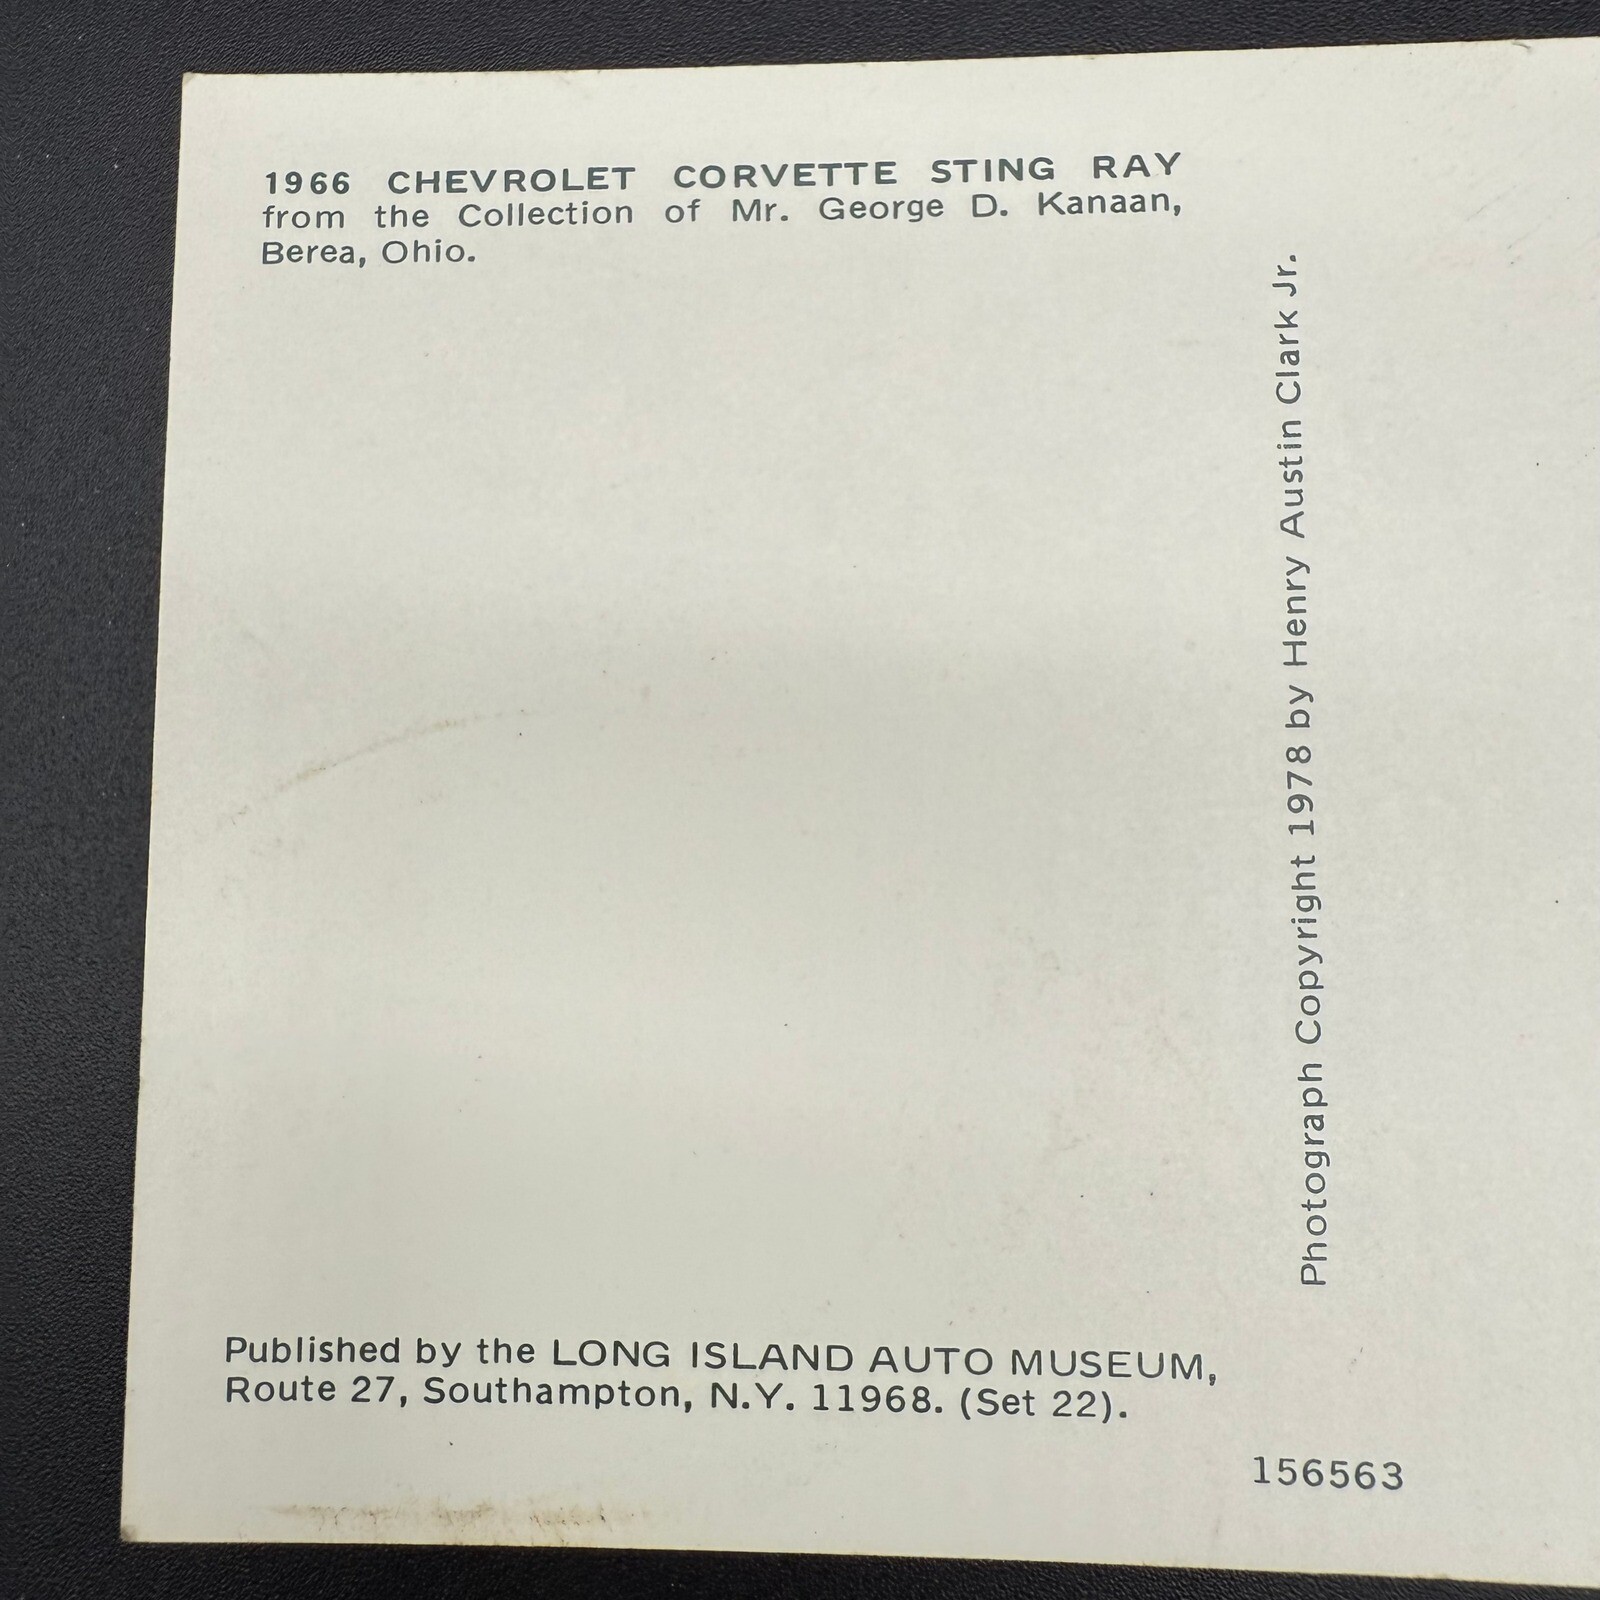 1966 CHEVROLET CORVETTE STING RAY
from the Collection of Mr. George D. Kanaan,
Berea, Ohio.
Photograph Copyright 1978 by Henry Austin Clark Jr.
Published by the LONG ISLAND AUTO MUSEUM,
Route 27, Southampton, N.Y. 11968. (Set 22).
156563